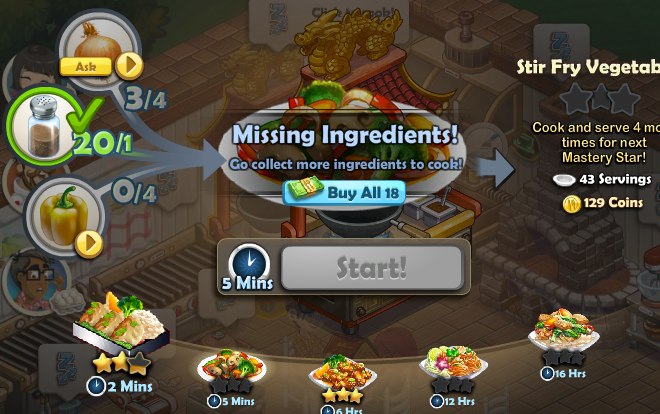 Ask
3/4
20/1
0/4
Missing Ingredients!
Go collect more ingredients to cook!
Buy All 18
5 Mins
Start!
Stir Fry Vegetab
Cook and serve 4 mo
times for next
Mastery Star!
43 Servings
129 Coins
2 Mins
5 Mins
6 Hrs
12 Hrs
16 Hrs